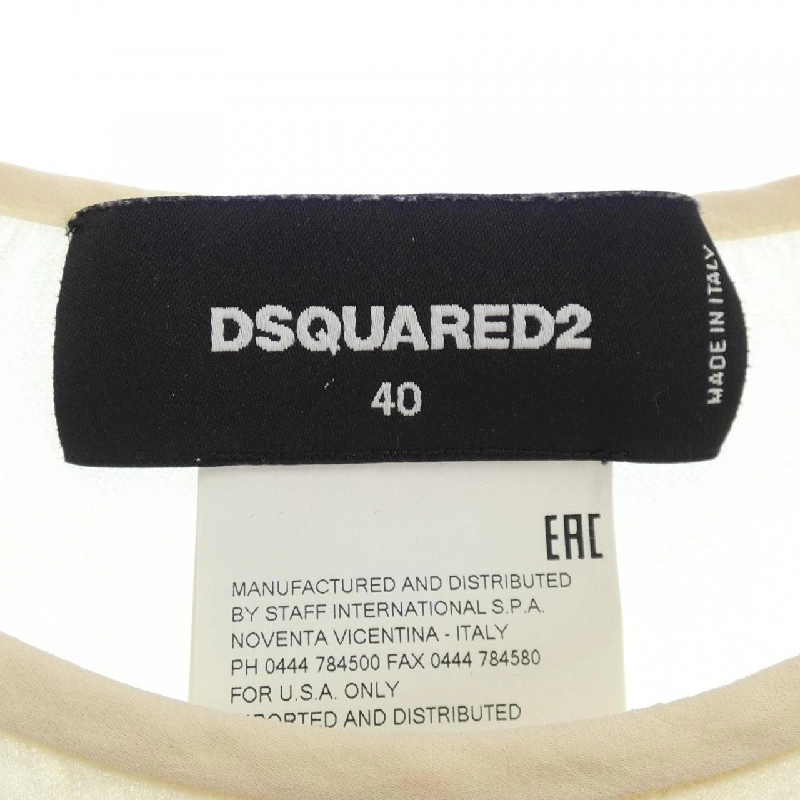 DSQUARED2
40
MADE IN ITALY
EAC
MANUFACTURED AND DISTRIBUTED
BY STAFF INTERNATIONAL S.P.A.
NOVENTA VICENTINA - ITALY
PH 0444 784500 FAX 0444 784580
FOR U.S.A. ONLY
IMPORTED AND DISTRIBUTED